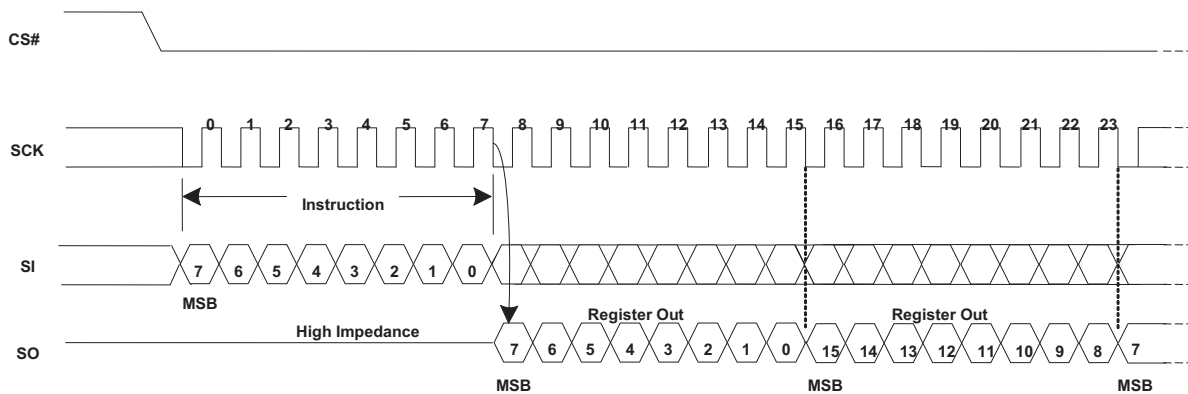 CS#
0 1 2 3 4 5 6 7 8 9 10 11 12 13 14 15 16 17 18 19 20 21 22 23
SCK
Instruction
SI
7 6 5 4 3 2 1 0
MSB
High Impedance
Register Out
Register Out
SO
7 6 5 4 3 2 1 0 15 14 13 12 11 10 9 8 7
MSB
MSB
MSB